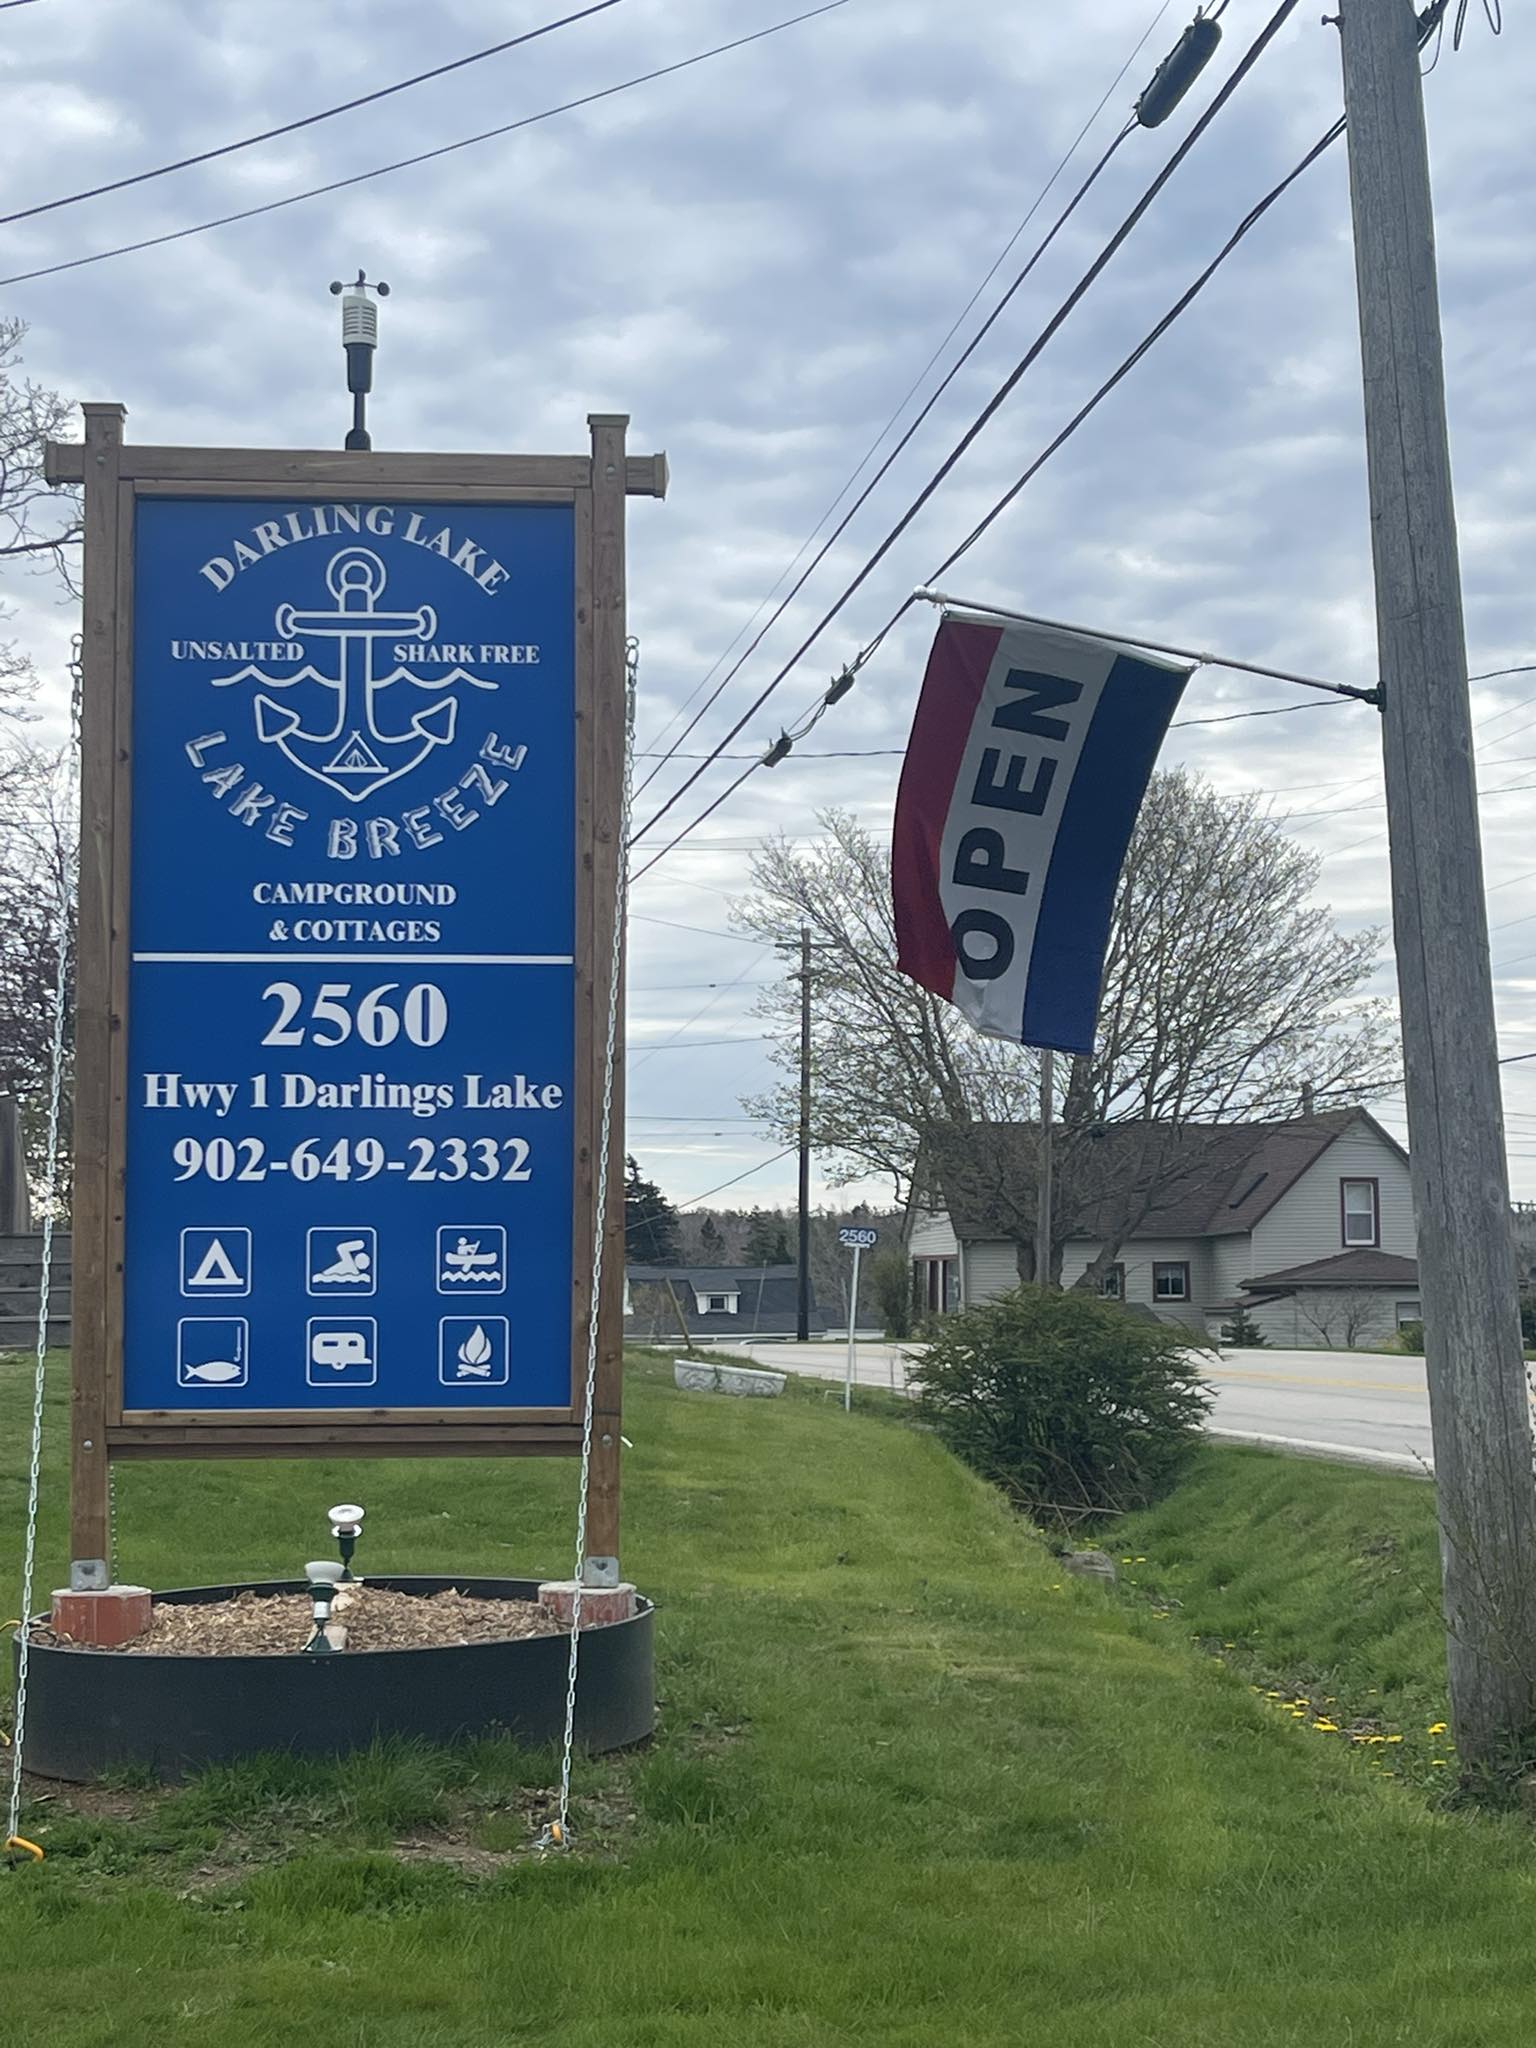 DARLING LAKE
UNSALTED SHARK FREE
LAKE BREEZE
CAMPGROUND
& COTTAGES
2560
Hwy 1 Darlings Lake
902-649-2332
OPEN
2560